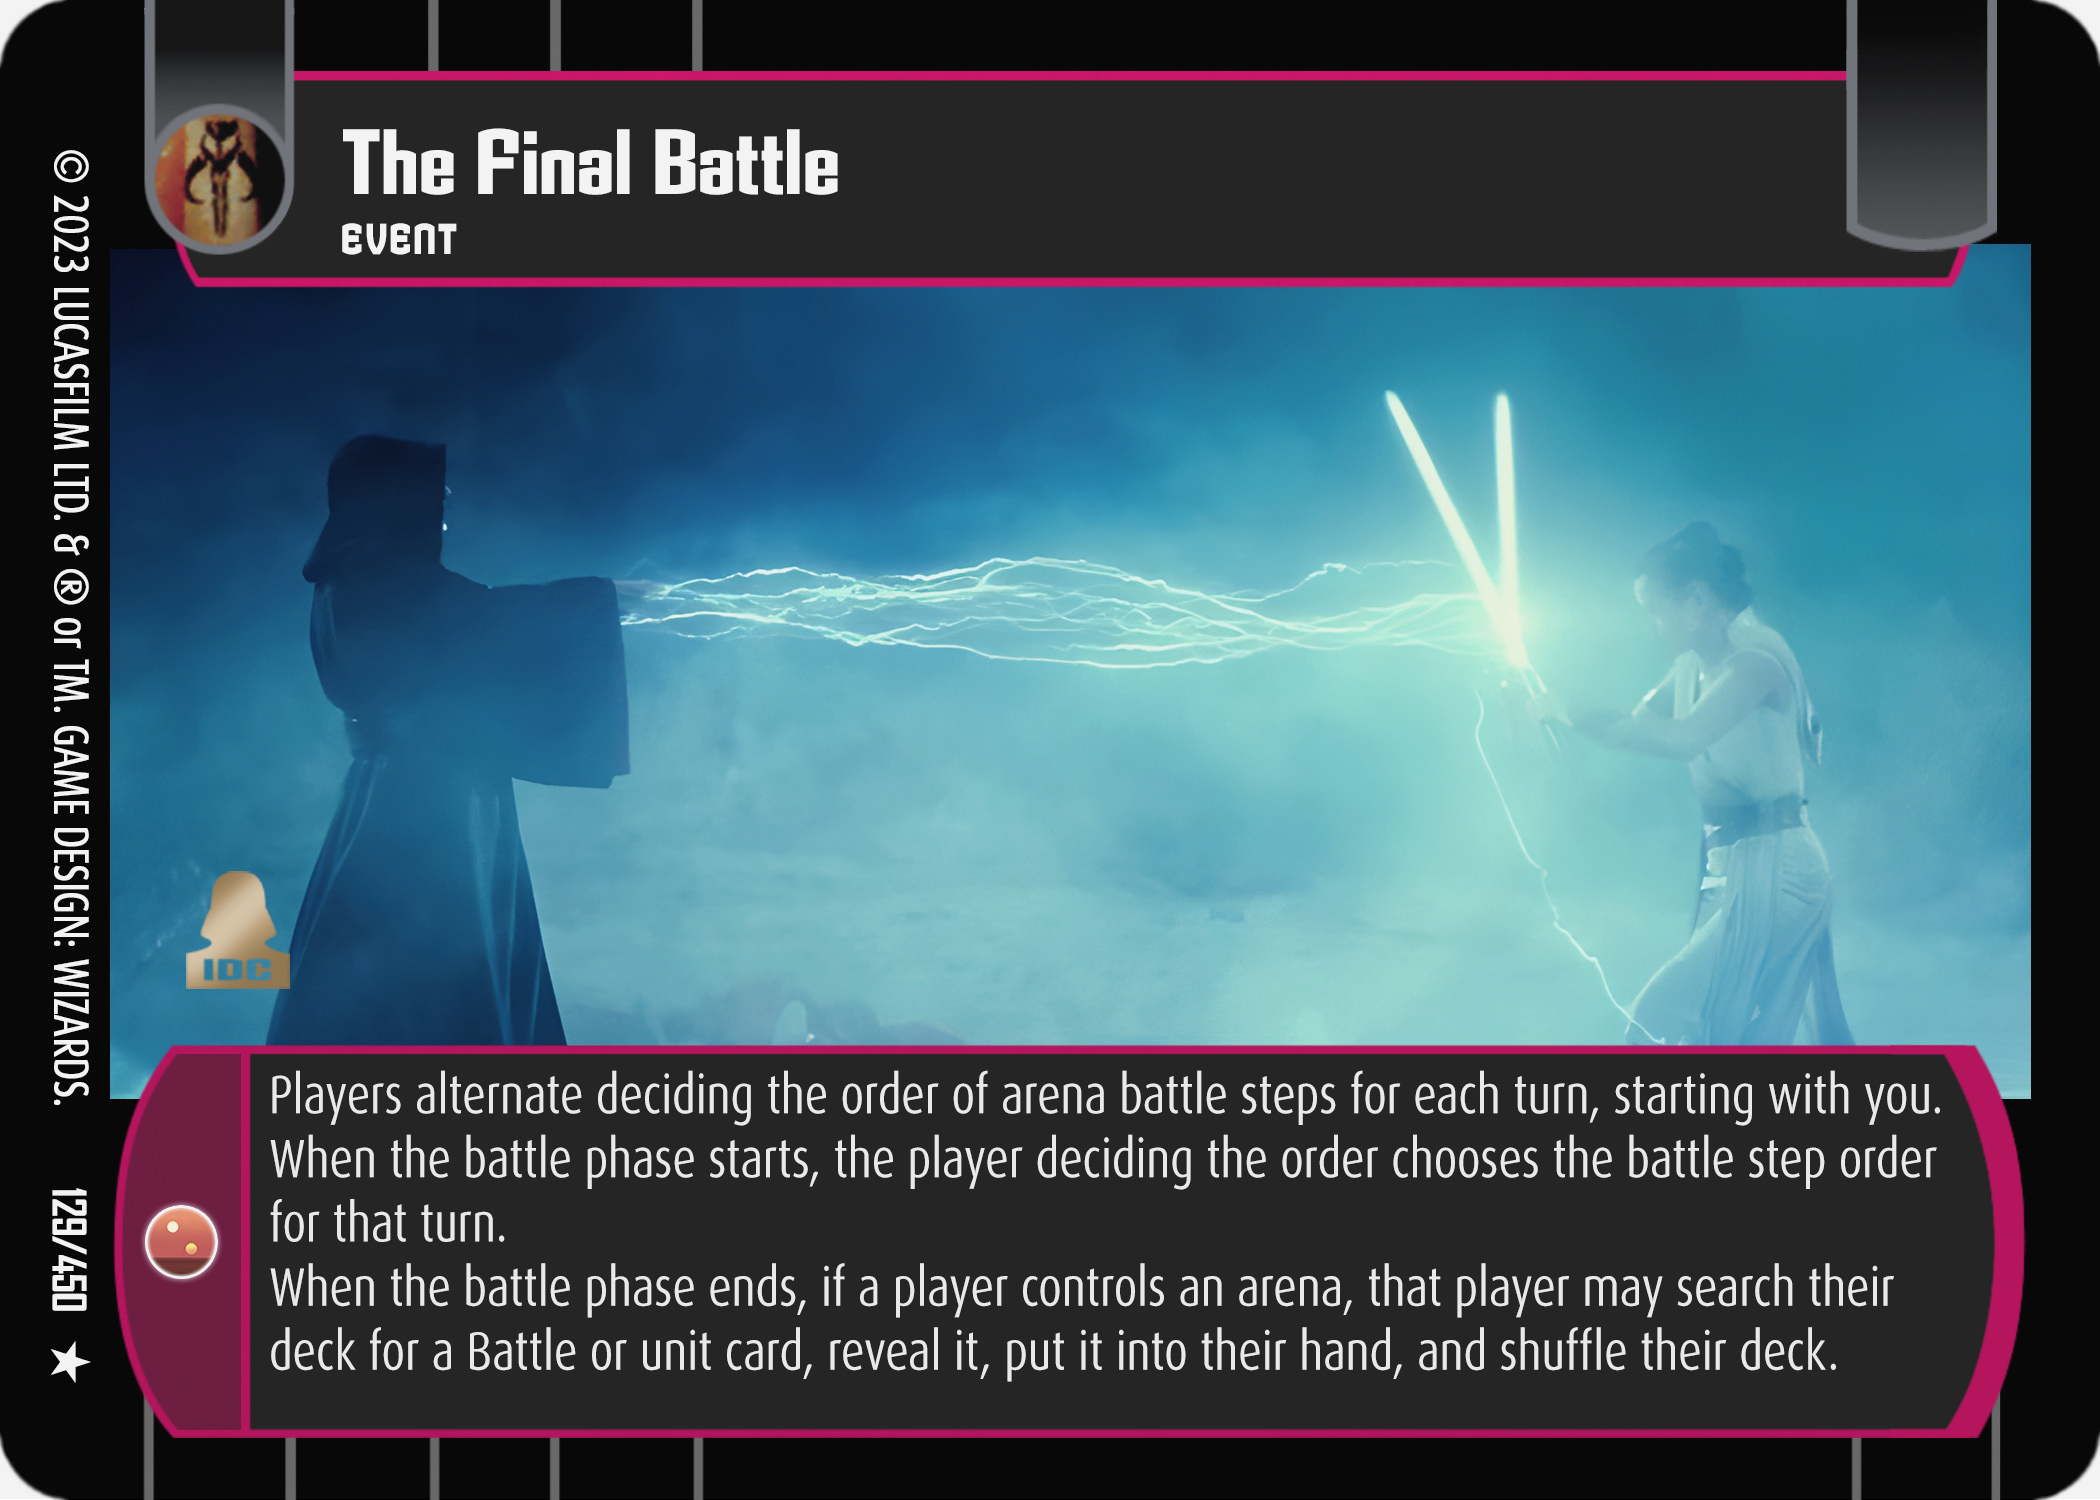 The Final Battle
EVENT
IDC
Players alternate deciding the order of arena battle steps for each turn, starting with you.
When the battle phase starts, the player deciding the order chooses the battle step order
for that turn.
When the battle phase ends, if a player controls an arena, that player may search their
deck for a Battle or unit card, reveal it, put it into their hand, and shuffle their deck.
© 2023 LUCASFILM LTD. & ® or TM. GAME DESIGN: WIZARDS. 129/450 ★